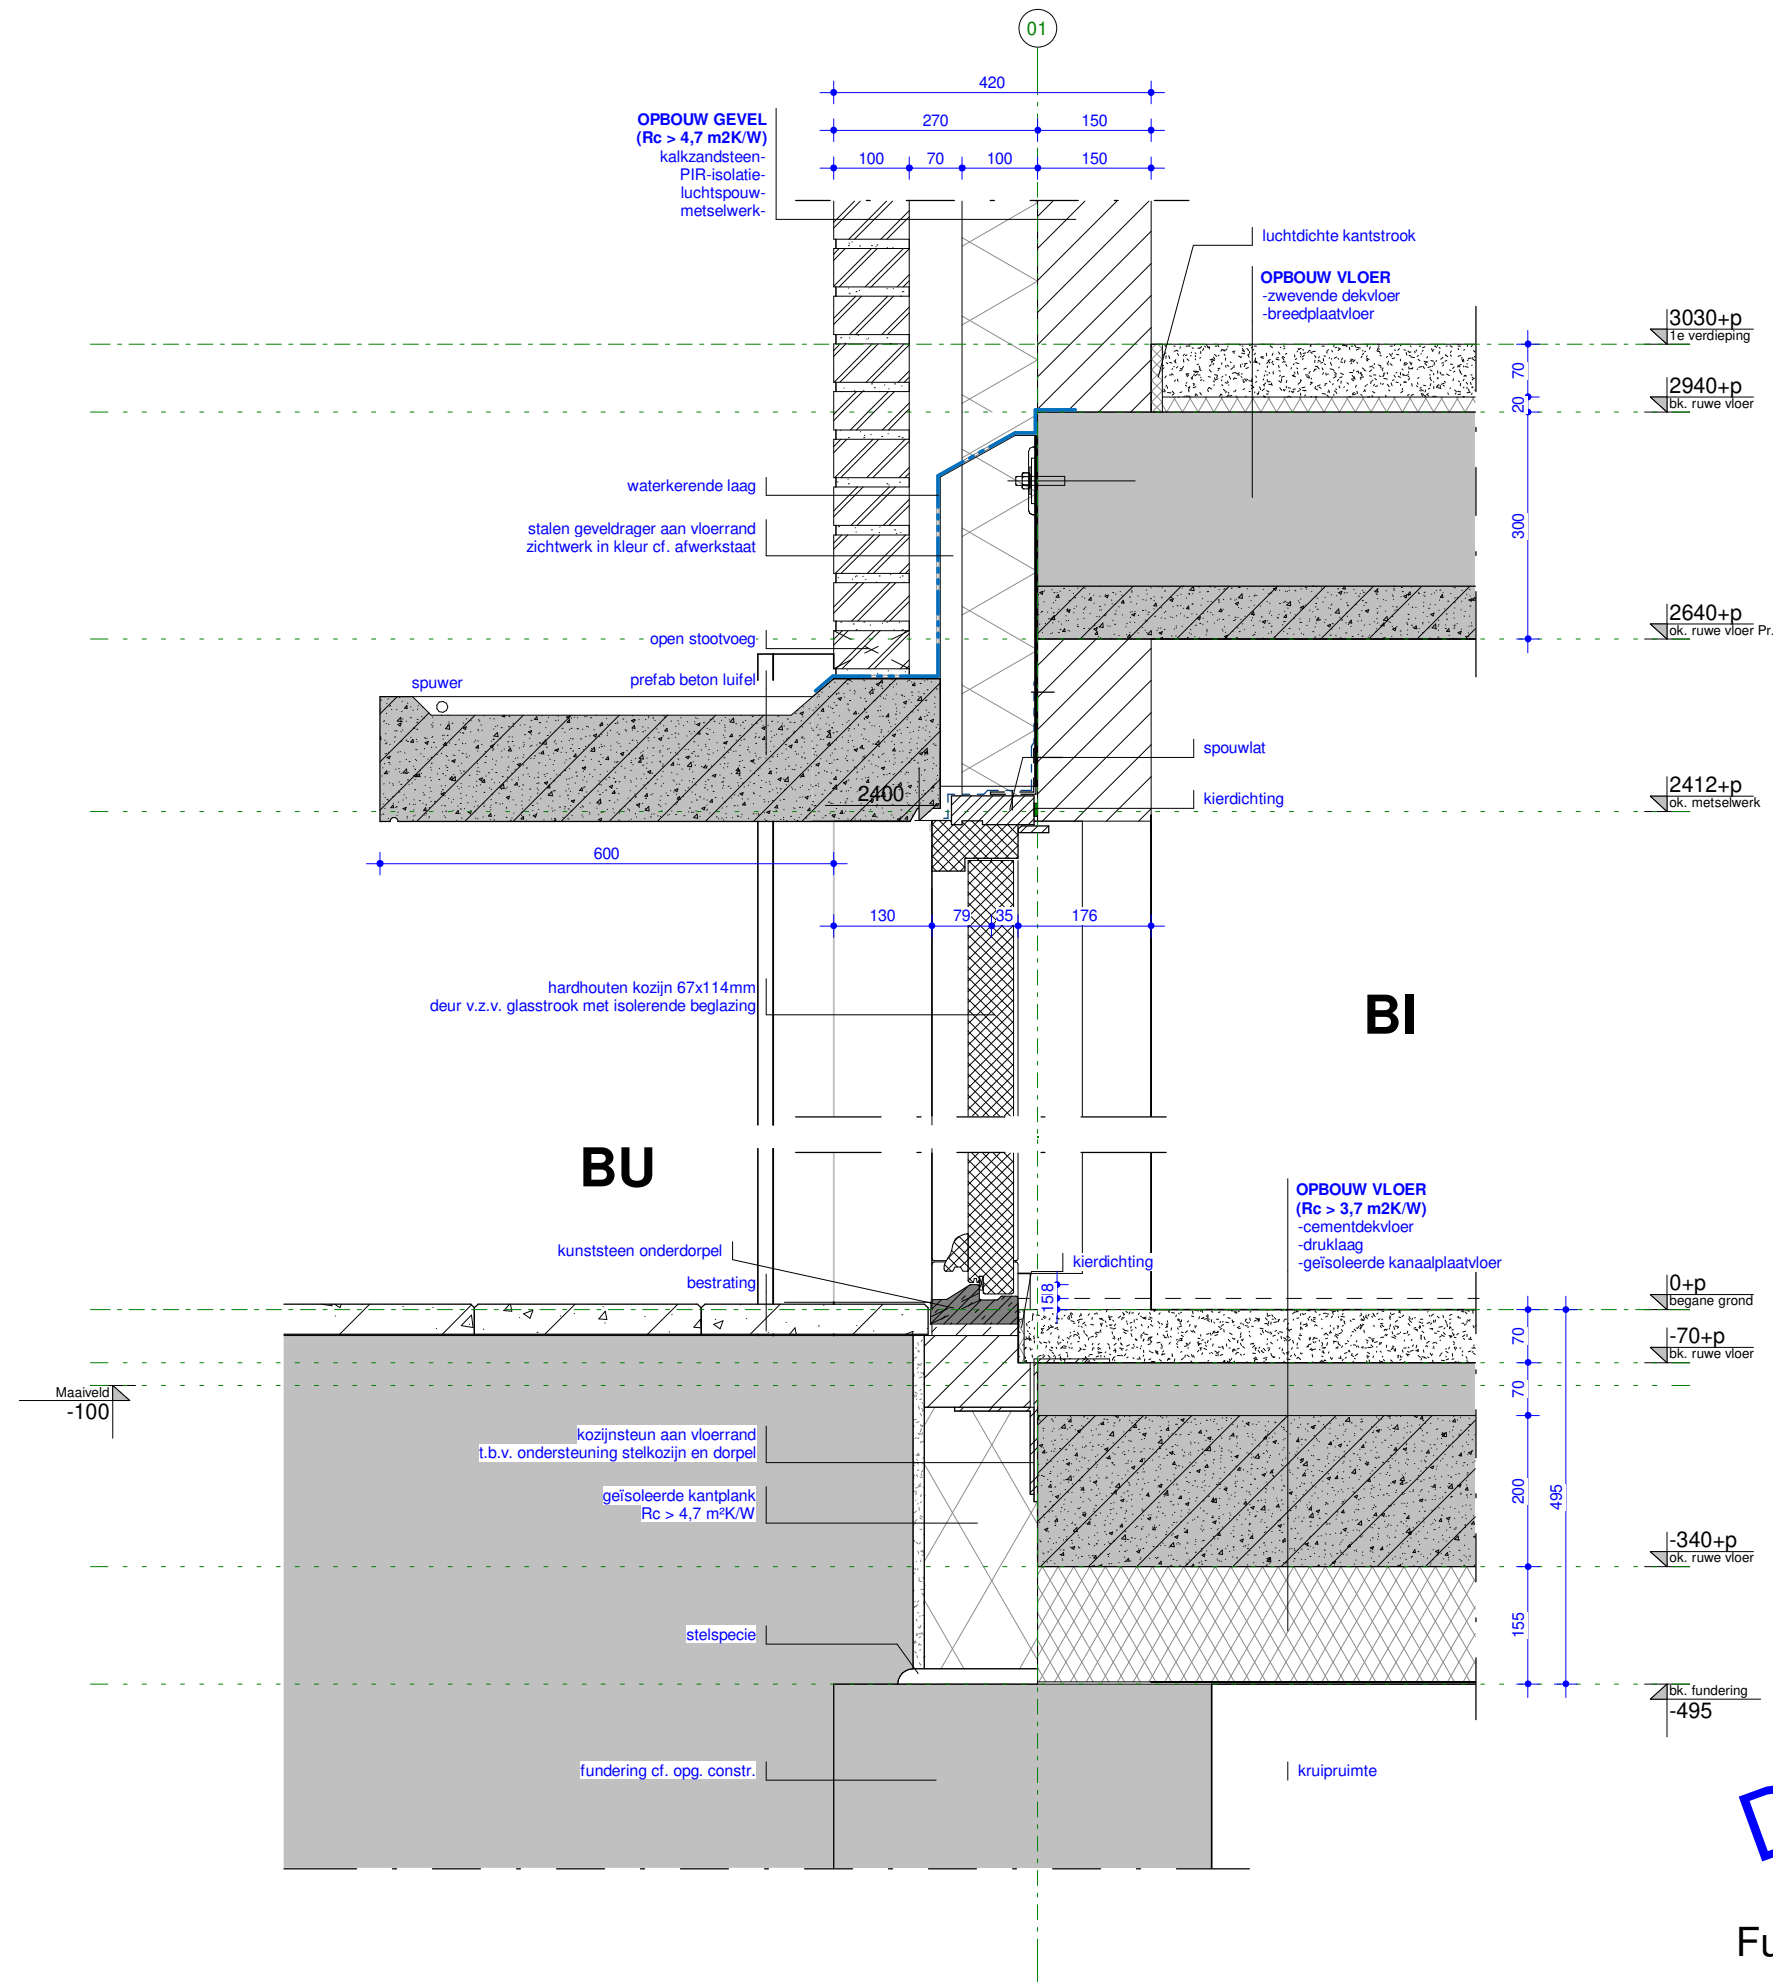 01
420
270
150
100
70
100
150
OPBOUW GEVEL
(Rc > 4,7 m2K/W)
kalkzandsteen-
PIR-isolatie-
luchtspouw-
metselwerk-
luchtdichte kantstrook
OPBOUW VLOER
-zwevende dekvloer
-breedplaatvloer
3030+p
1e verdieping
70
2940+p
bk. ruwe vloer
20
300
waterkerende laag
stalen geveldrager aan vloerrand
zichtwerk in kleur cf. afwerkstaat
open stootvoeg
2640+p
ok. ruwe vloer Pr.
spuwer
prefab beton luifel
spouwlat
2400
kierdichting
2412+p
ok. metselwerk
600
130
79
35
176
hardhouten kozijn 67x114mm
deur v.z.v. glasstrook met isolerende beglazing
BI
BU
OPBOUW VLOER
(Rc > 3,7 m2K/W)
-cementdekvloer
-druklaag
-geïsoleerde kanaalplaatvloer
kunststeen onderdorpel
kierdichting
bestrating
15
8
0+p
begane grond
70
-70+p
bk. ruwe vloer
70
Maaiveld
-100
kozijnsteun aan vloerrand
t.b.v. ondersteuning stelkozijn en dorpel
geïsoleerde kantplank
Rc > 4,7 m²K/W
200
495
-340+p
ok. ruwe vloer
155
stelspecie
bk. fundering
-495
fundering cf. opg. constr.
kruipruimte
Fu